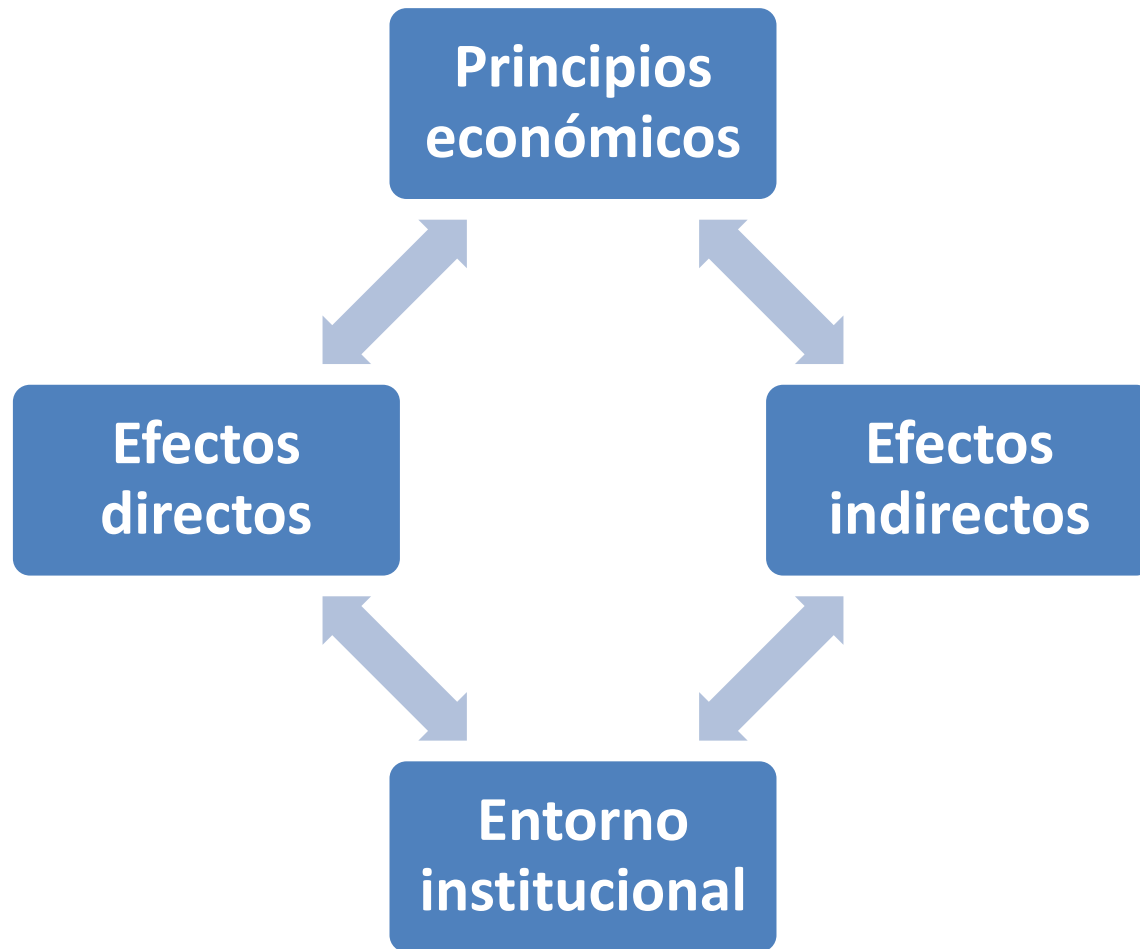 Principios
económicos
Efectos
directos
Efectos
indirectos
Entorno
institucional